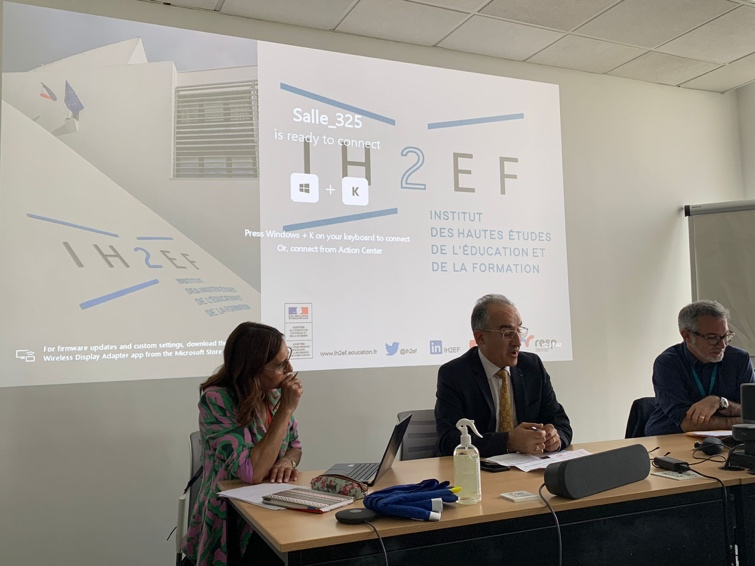 Salle_325
is ready to connect
IH2EF
+ K
Press Windows + K on your keyboard to connect
Or, connect from Action Center
INSTITUT
DES HAUTES ÉTUDES
DE L'ÉDUCATION ET
DE LA FORMATION
IH2EF
INSTITUT
DES HAUTES ÉTUDES
DE L'ÉDUCATION ET
DE LA FORMATION
For firmware updates and custom settings, download the
Wireless Display Adapter app from the Microsoft Store
www.ih2ef.education.fr @ih2ef IH2EF